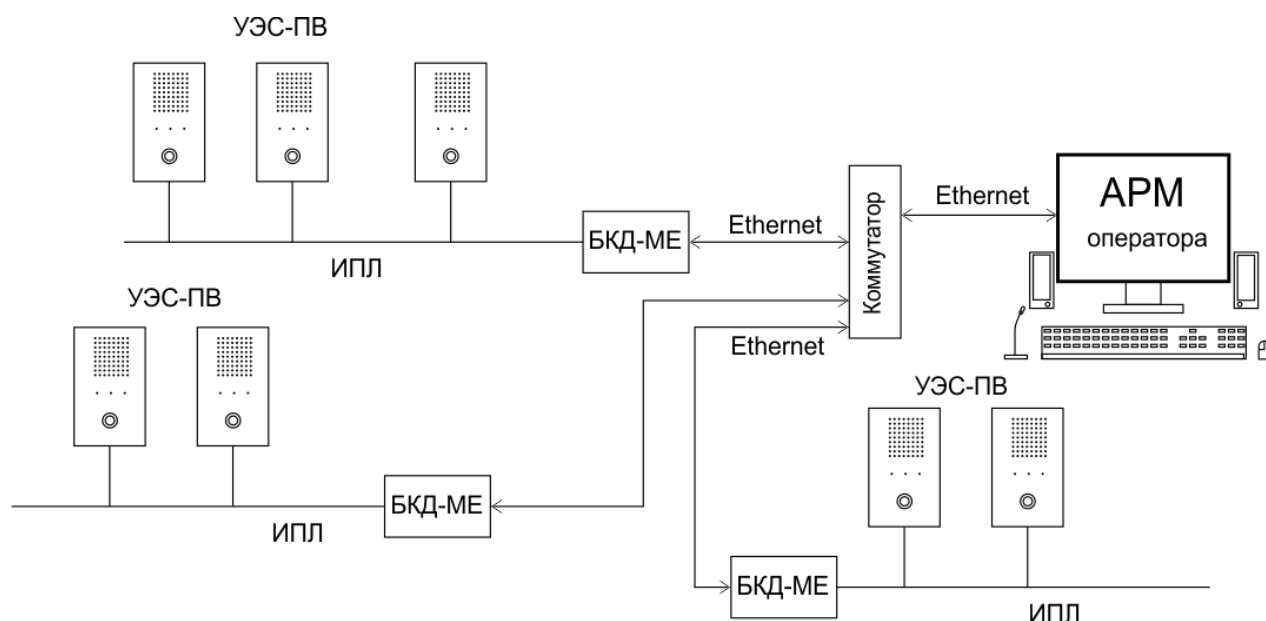 УЭС-ПВ
АРМ
оператора
Ethernet
Коммутатор
Ethernet
БКД-МЕ
ИПЛ
УЭС-ПВ
Ethernet
УЭС-ПВ
БКД-МЕ
ИПЛ
БКД-МЕ
ИПЛ